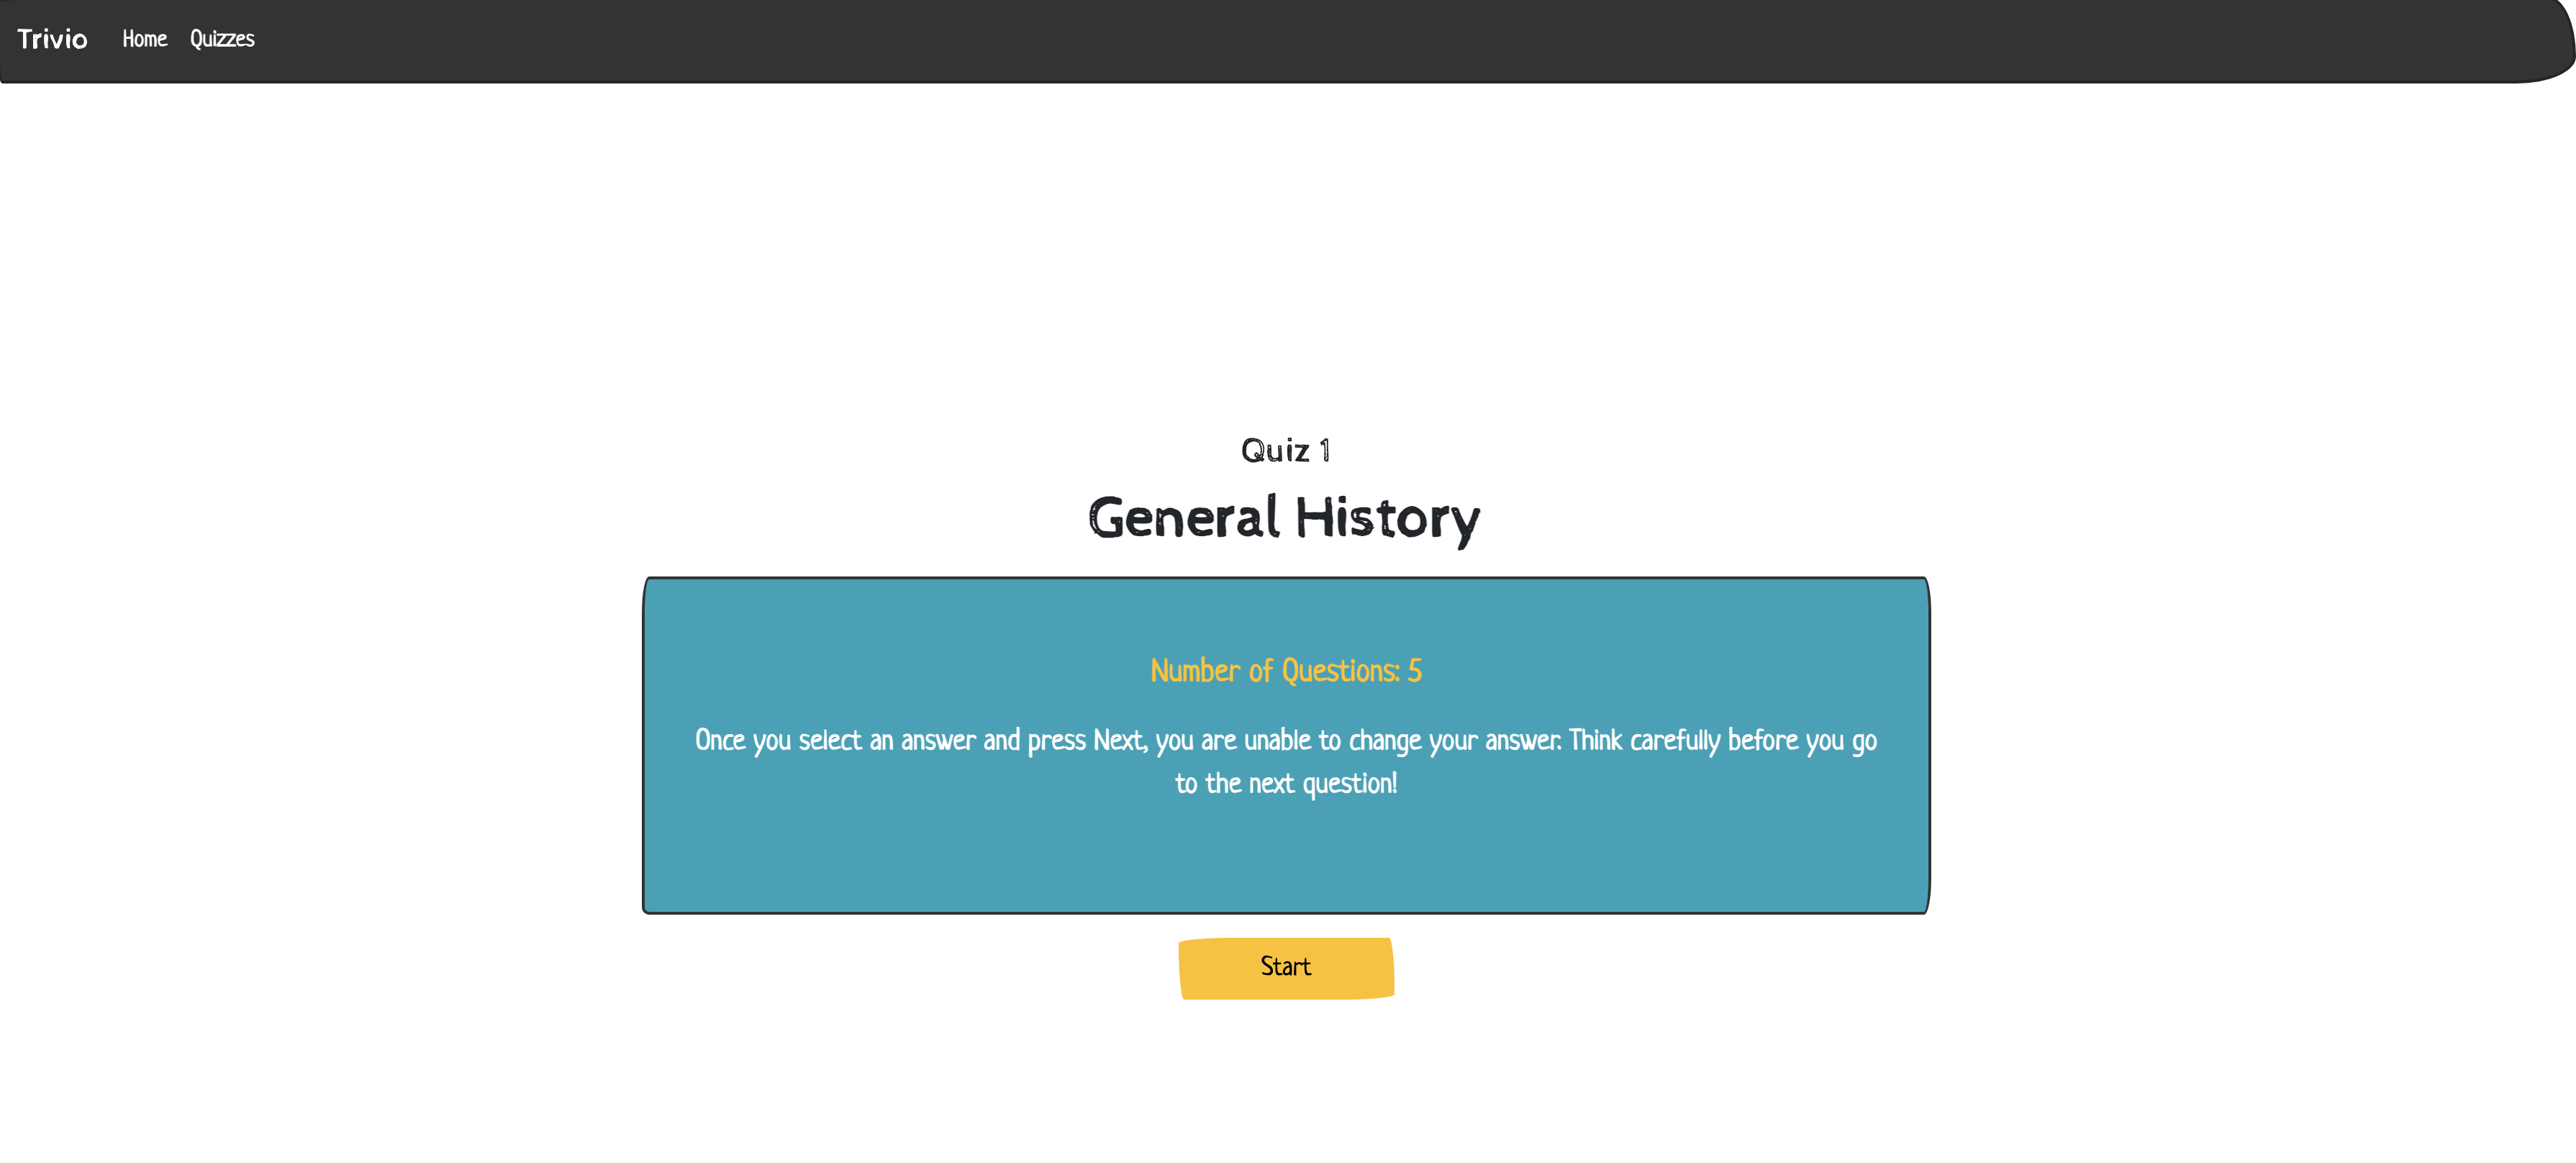 Trivio Home Quizzes
Quiz 1
General History
Number of Questions: 5
Once you select an answer and press Next, you are unable to change your answer. Think carefully before you go
to the next question!
Start